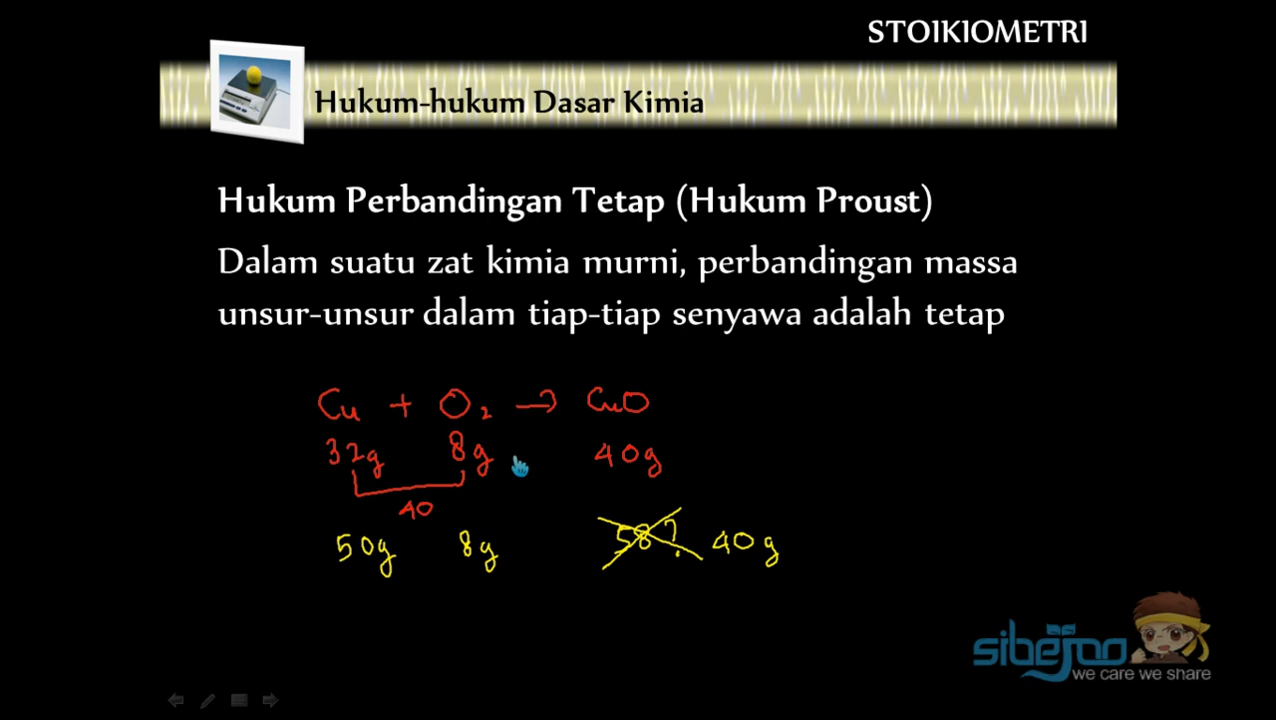 STOIKIOMETRI
Hukum-hukum Dasar Kimia
Hukum Perbandingan Tetap (Hukum Proust)
Dalam suatu zat kimia murni, perbandingan massa
unsur-unsur dalam tiap-tiap senyawa adalah tetap
Cu + O₂ → CuO
32g 8g 40g
40
50g 8g 58? 40g
sibejoo
we care we share